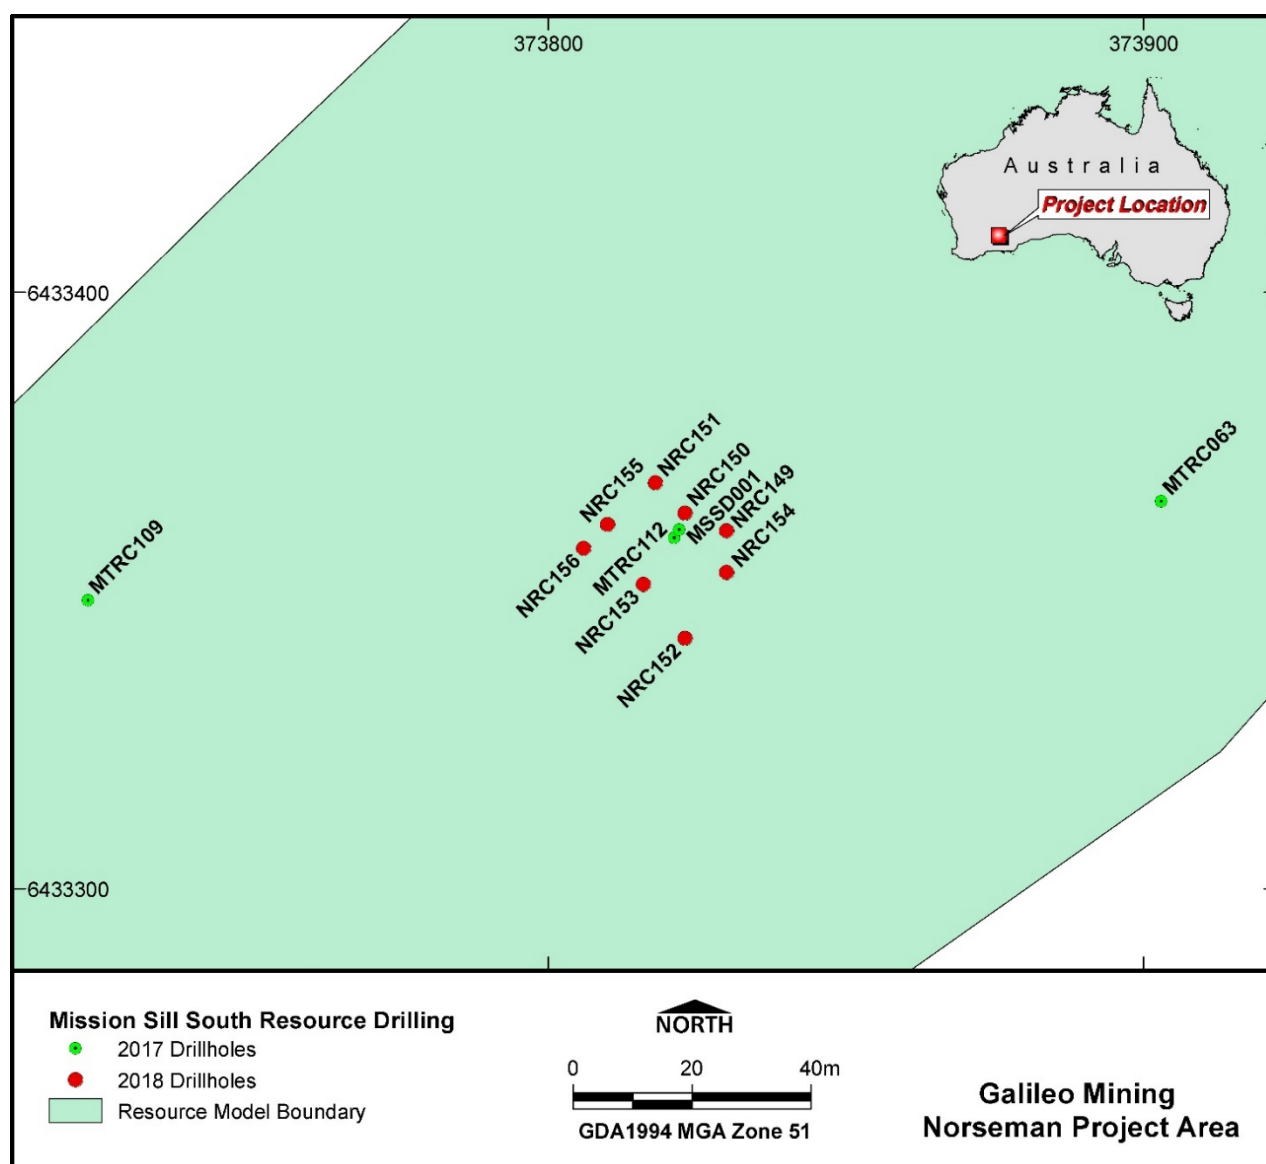 373800
373900
Australia
Project Location
6433400
NRC151
NRC155
NRC150
MSSD001
NRC149
MTRC063
MTRC112
NRC154
MTRC109
NRC156
NRC153
NRC152
6433300
Mission Sill South Resource Drilling
2017 Drillholes
2018 Drillholes
Resource Model Boundary
NORTH
0 20 40m
GDA1994 MGA Zone 51
Galileo Mining
Norseman Project Area